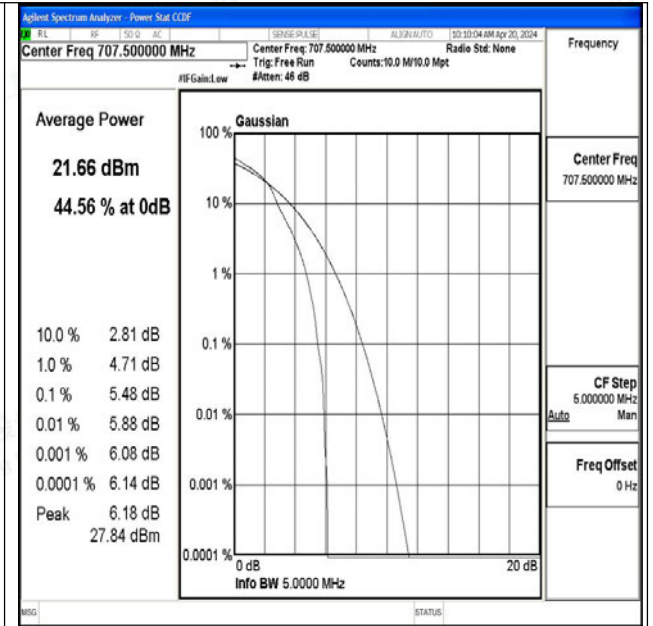 Agilent Spectrum Analyzer - Power Stat CCDF
RL RF 50 Ω AC SENSE:PULSE ALIGN AUTO 10:10:04 AM Apr 20, 2024
Center Freq 707.500000 MHz
Center Freq: 707.500000 MHz Radio Std: None
Trig: Free Run Counts:10.0 M/10.0 Mpt
#IFGain:Low #Atten: 46 dB
Frequency
Average Power
21.66 dBm
44.56 % at 0dB
10.0 % 2.81 dB
1.0 % 4.71 dB
0.1 % 5.48 dB
0.01 % 5.88 dB
0.001 % 6.08 dB
0.0001 % 6.14 dB
Peak 6.18 dB
27.84 dBm
Gaussian
100 %
10 %
1 %
0.1 %
0.01 %
0.001 %
0.0001 %
0 dB 20 dB
Info BW 5.0000 MHz
Center Freq
707.500000 MHz
CF Step
5.000000 MHz
Auto Man
Freq Offset
0 Hz
MSG STATUS